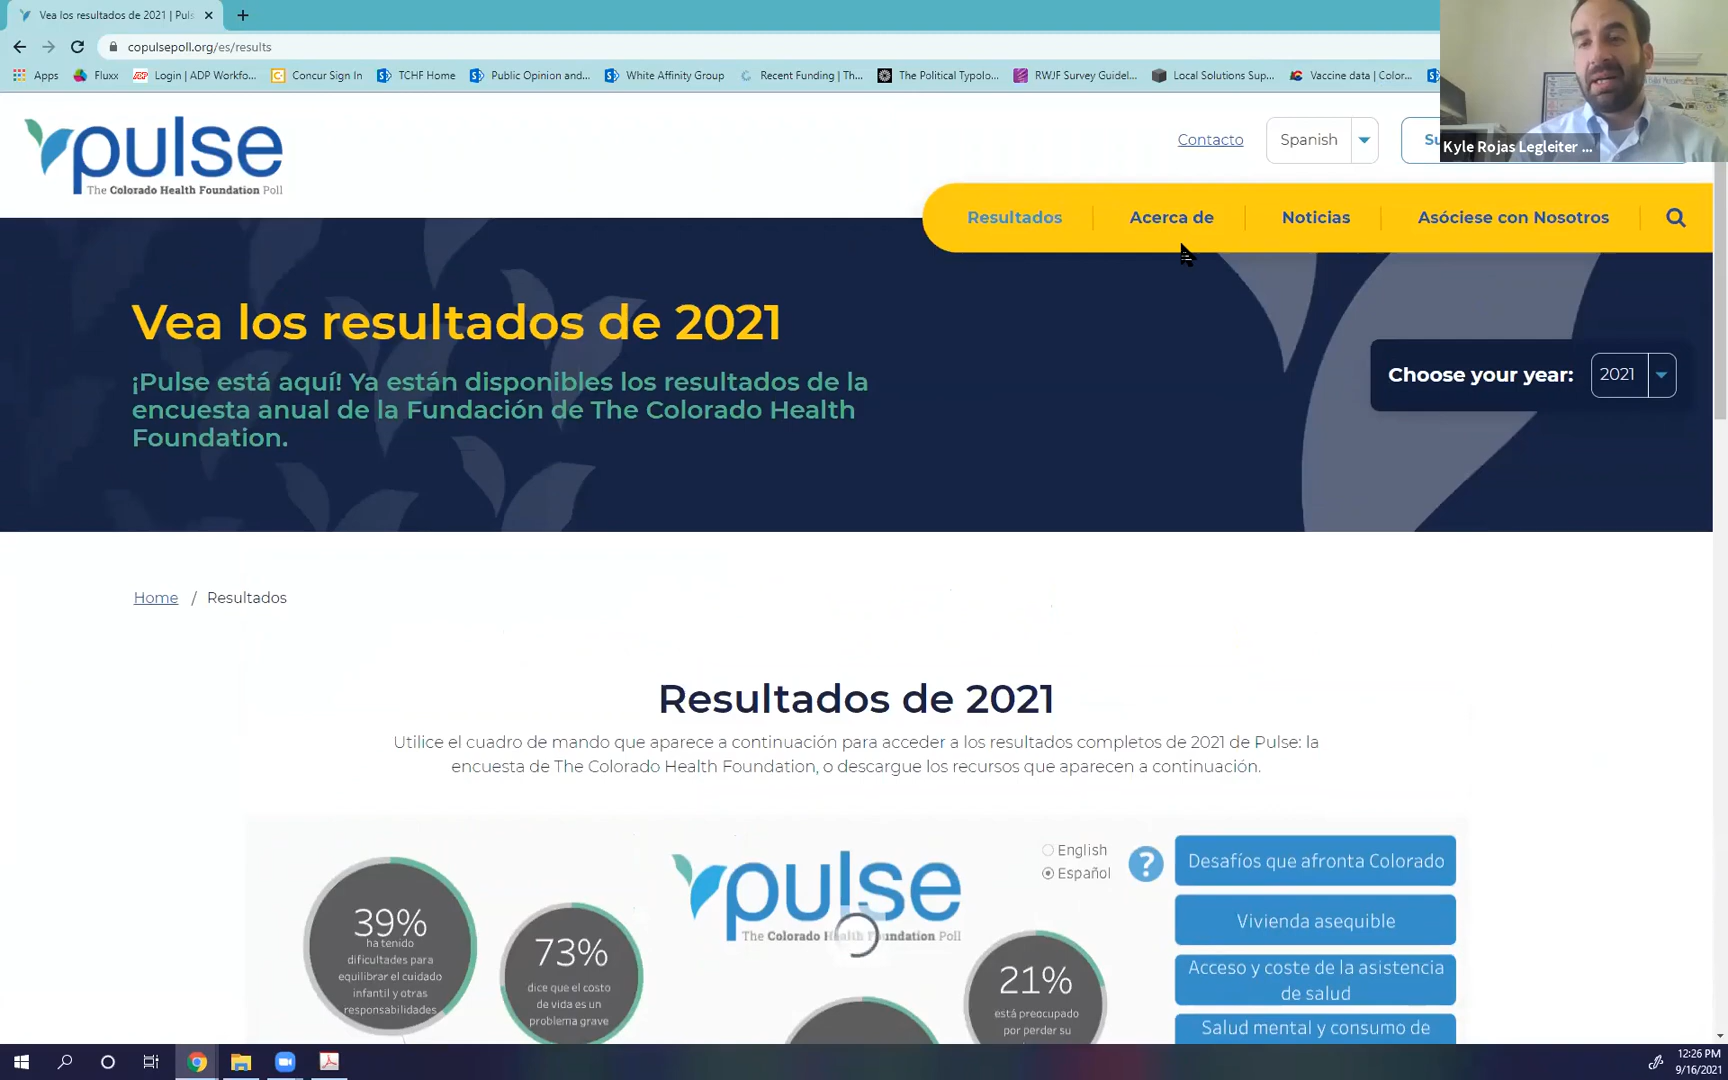 Vea los resultados de 2021 | Puls
copulsepoll.org/es/results
Apps Fluxx Login | ADP Workfo... Concur Sign In TCHF Home Public Opinion and... White Affinity Group Recent Funding | Th... The Political Typolo... RWJF Survey Guidel... Local Solutions Sup... Vaccine data | Color...
Kyle Rojas Legleiter ...
pulse
The Colorado Health Foundation Poll
Contacto Spanish
Resultados Acerca de Noticias Asóciese con Nosotros
Vea los resultados de 2021
¡Pulse está aquí! Ya están disponibles los resultados de la
encuesta anual de la Fundación de The Colorado Health
Foundation.
Choose your year: 2021
Home / Resultados
Resultados de 2021
Utilice el cuadro de mando que aparece a continuación para acceder a los resultados completos de 2021 de Pulse: la
encuesta de The Colorado Health Foundation, o descargue los recursos que aparecen a continuación.
39%
ha tenido
dificultades para
equilibrar el cuidado
infantil y otras
responsabilidades
73%
dice que el costo
de vida es un
problema grave
pulse
The Colorado Health Foundation Poll
21%
está preocupado
por perder su
English
Español
?
Desafíos que afronta Colorado
Vivienda asequible
Acceso y coste de la asistencia
de salud
Salud mental y consumo de
12:26 PM
9/16/2021